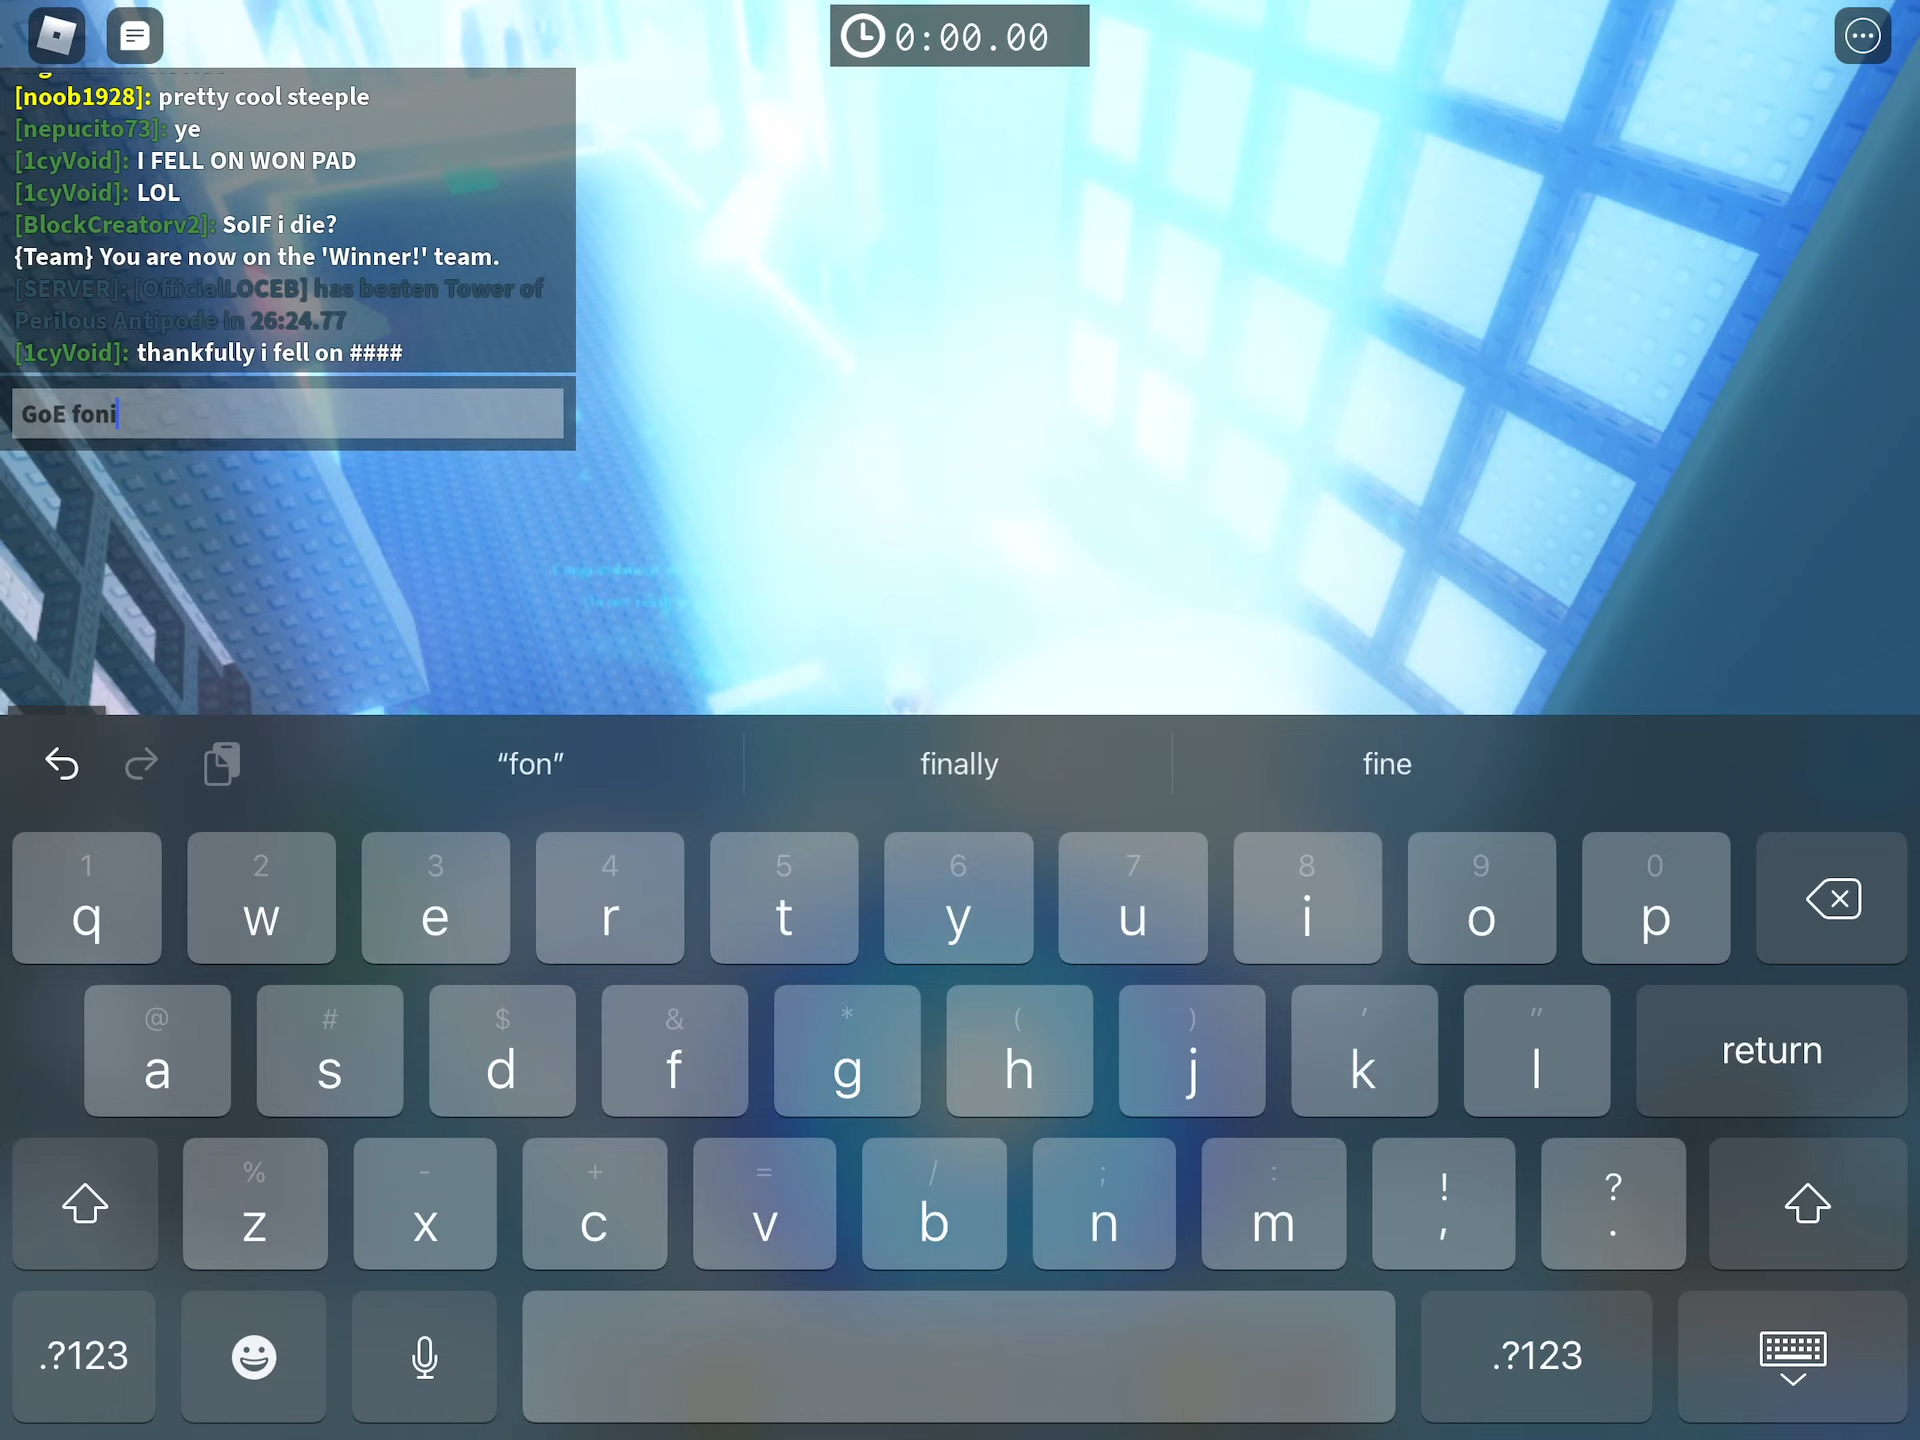 0:00.00
[noob1928]: pretty cool steeple
[nepucito73]: ye
[1cyVoid]: I FELL ON WON PAD
[1cyVoid]: LOL
[BlockCreatorv2]: SoIF i die?
{Team} You are now on the 'Winner!' team.
[SERVER]: [OfficialLOCEB] has beaten Tower of
Perilous Antipode in 26:24.77
[1cyVoid]: thankfully i fell on ####
GoE foni
“fon” finally fine
1 2 3 4 5 6 7 8 9 0
q w e r t y u i o p
@ # $ & * ( ) ' "
a s d f g h j k l return
% - + = / ; : ! ?
z x c v b n m , .
.?123 .?123